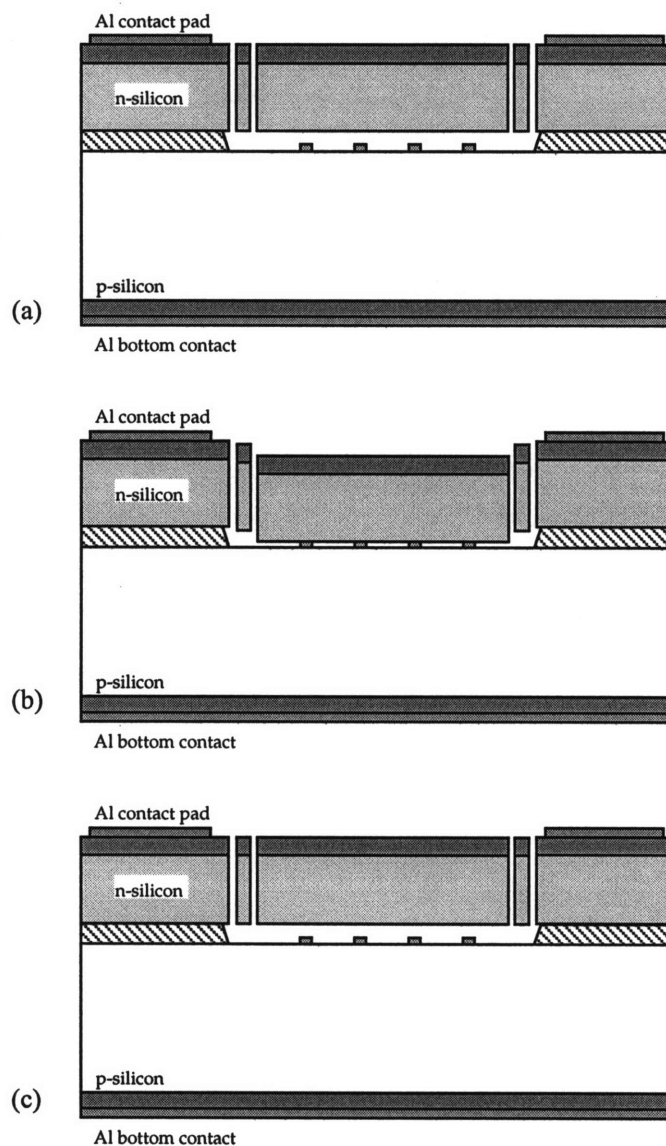 Al contact pad
n-silicon
p-silicon
(a)
Al bottom contact
Al contact pad
n-silicon
p-silicon
(b)
Al bottom contact
Al contact pad
n-silicon
p-silicon
(c)
Al bottom contact